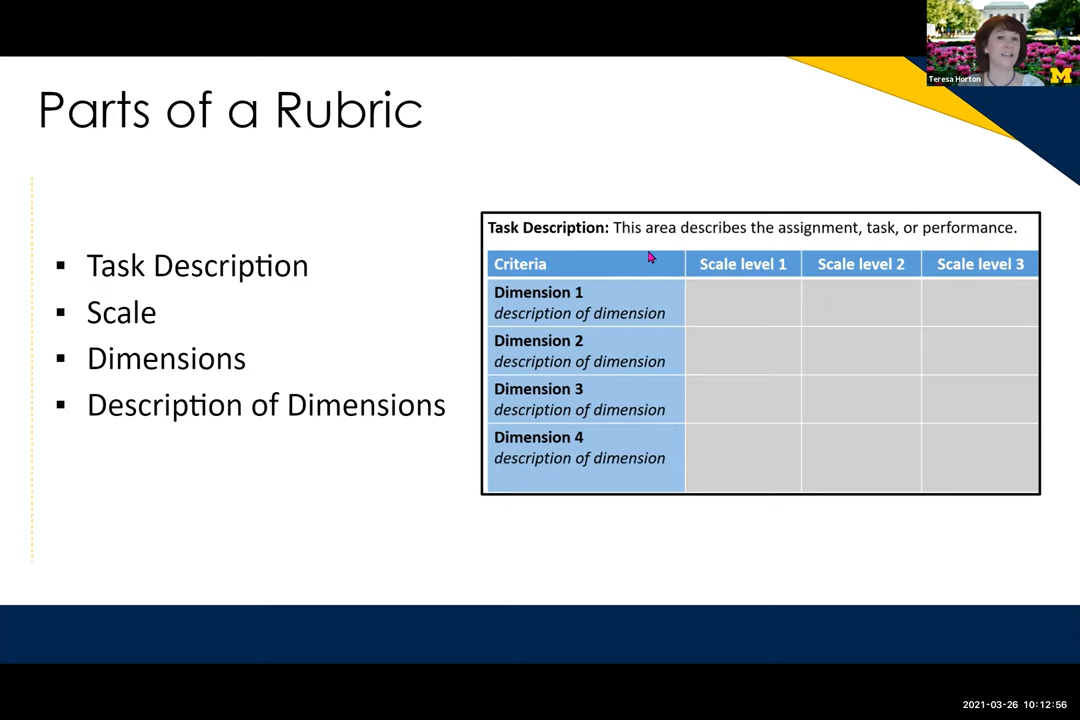 Teresa Horton
M
Parts of a Rubric
▪ Task Description
▪ Scale
▪ Dimensions
▪ Description of Dimensions
Task Description: This area describes the assignment, task, or performance.
Criteria Scale level 1 Scale level 2 Scale level 3
Dimension 1
description of dimension
Dimension 2
description of dimension
Dimension 3
description of dimension
Dimension 4
description of dimension
2021-03-26 10:12:56